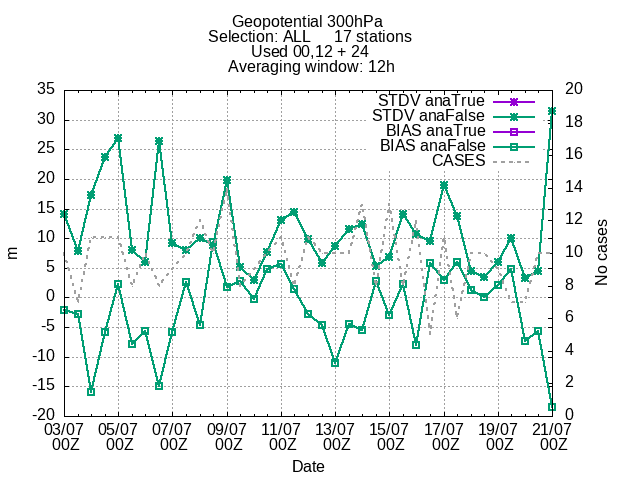 Geopotential 300hPa
Selection: ALL 17 stations
Used 00,12 + 24
Averaging window: 12h
STDV anaTrue
STDV anaFalse
BIAS anaTrue
BIAS anaFalse
CASES
35
30
25
20
15
10
5
0
-5
-10
-15
-20
m
20
18
16
14
12
10
8
6
4
2
0
No cases
03/07 05/07 07/07 09/07 11/07 13/07 15/07 17/07 19/07 21/07
00Z 00Z 00Z 00Z 00Z 00Z 00Z 00Z 00Z 00Z
Date